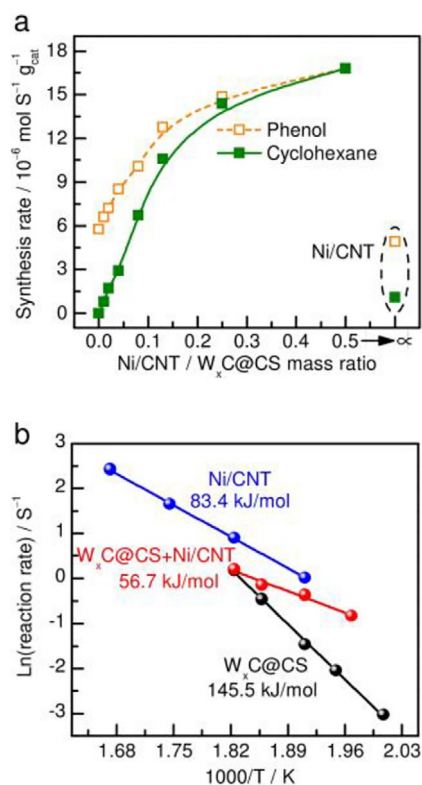 a
18
15
12
9
6
3
0
Synthesis rate / 10⁻⁶ mol S⁻¹ g⁻¹cat
Phenol
Cyclohexane
Ni/CNT
0.0 0.1 0.2 0.3 0.4 0.5 ∝
Ni/CNT / WₓC@CS mass ratio
b
3
2
1
0
-1
-2
-3
Ln(reaction rate) / S⁻¹
Ni/CNT
83.4 kJ/mol
WₓC@CS+Ni/CNT
56.7 kJ/mol
WₓC@CS
145.5 kJ/mol
1.68 1.75 1.82 1.89 1.96 2.03
1000/T / K